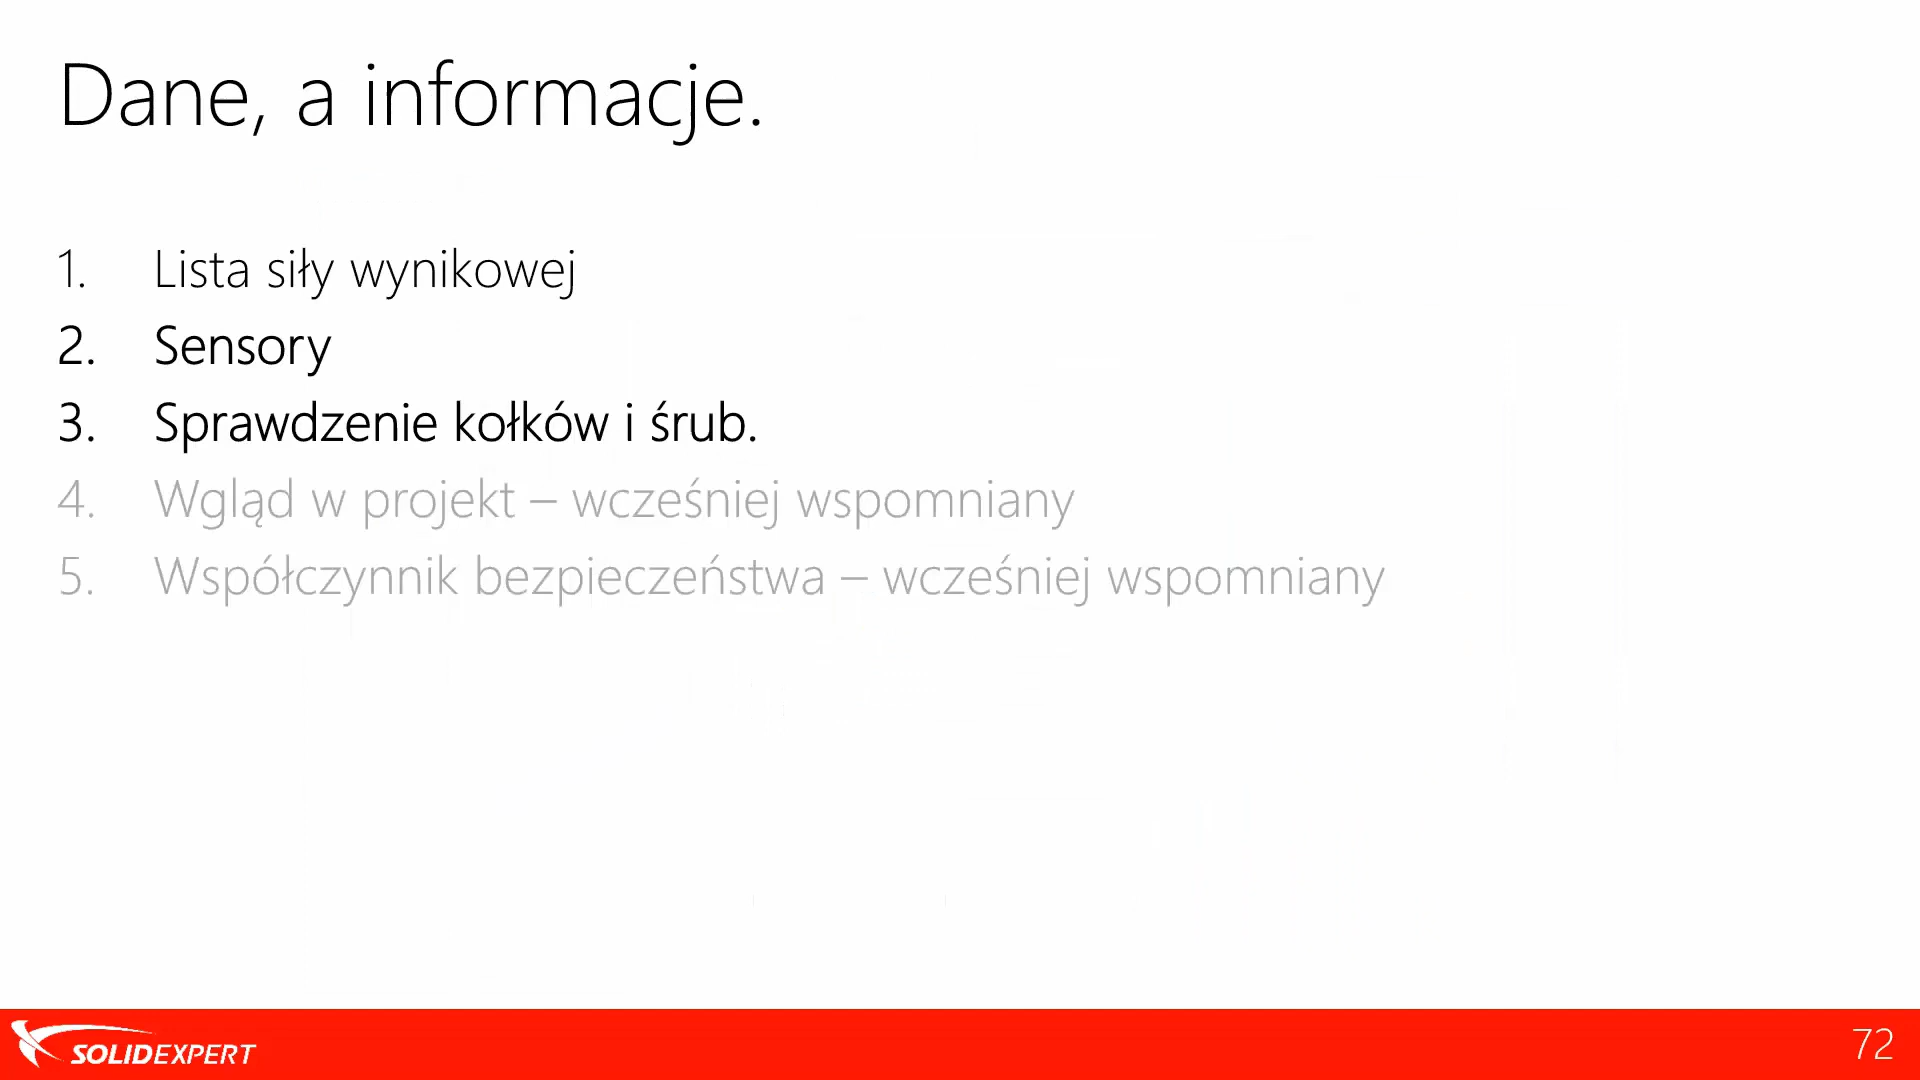 Dane, a informacje.
1. Lista siły wynikowej
2. Sensory
3. Sprawdzenie kołków i śrub.
4. Wgląd w projekt – wcześniej wspomniany
5. Współczynnik bezpieczeństwa – wcześniej wspomniany
SOLIDEXPERT
72